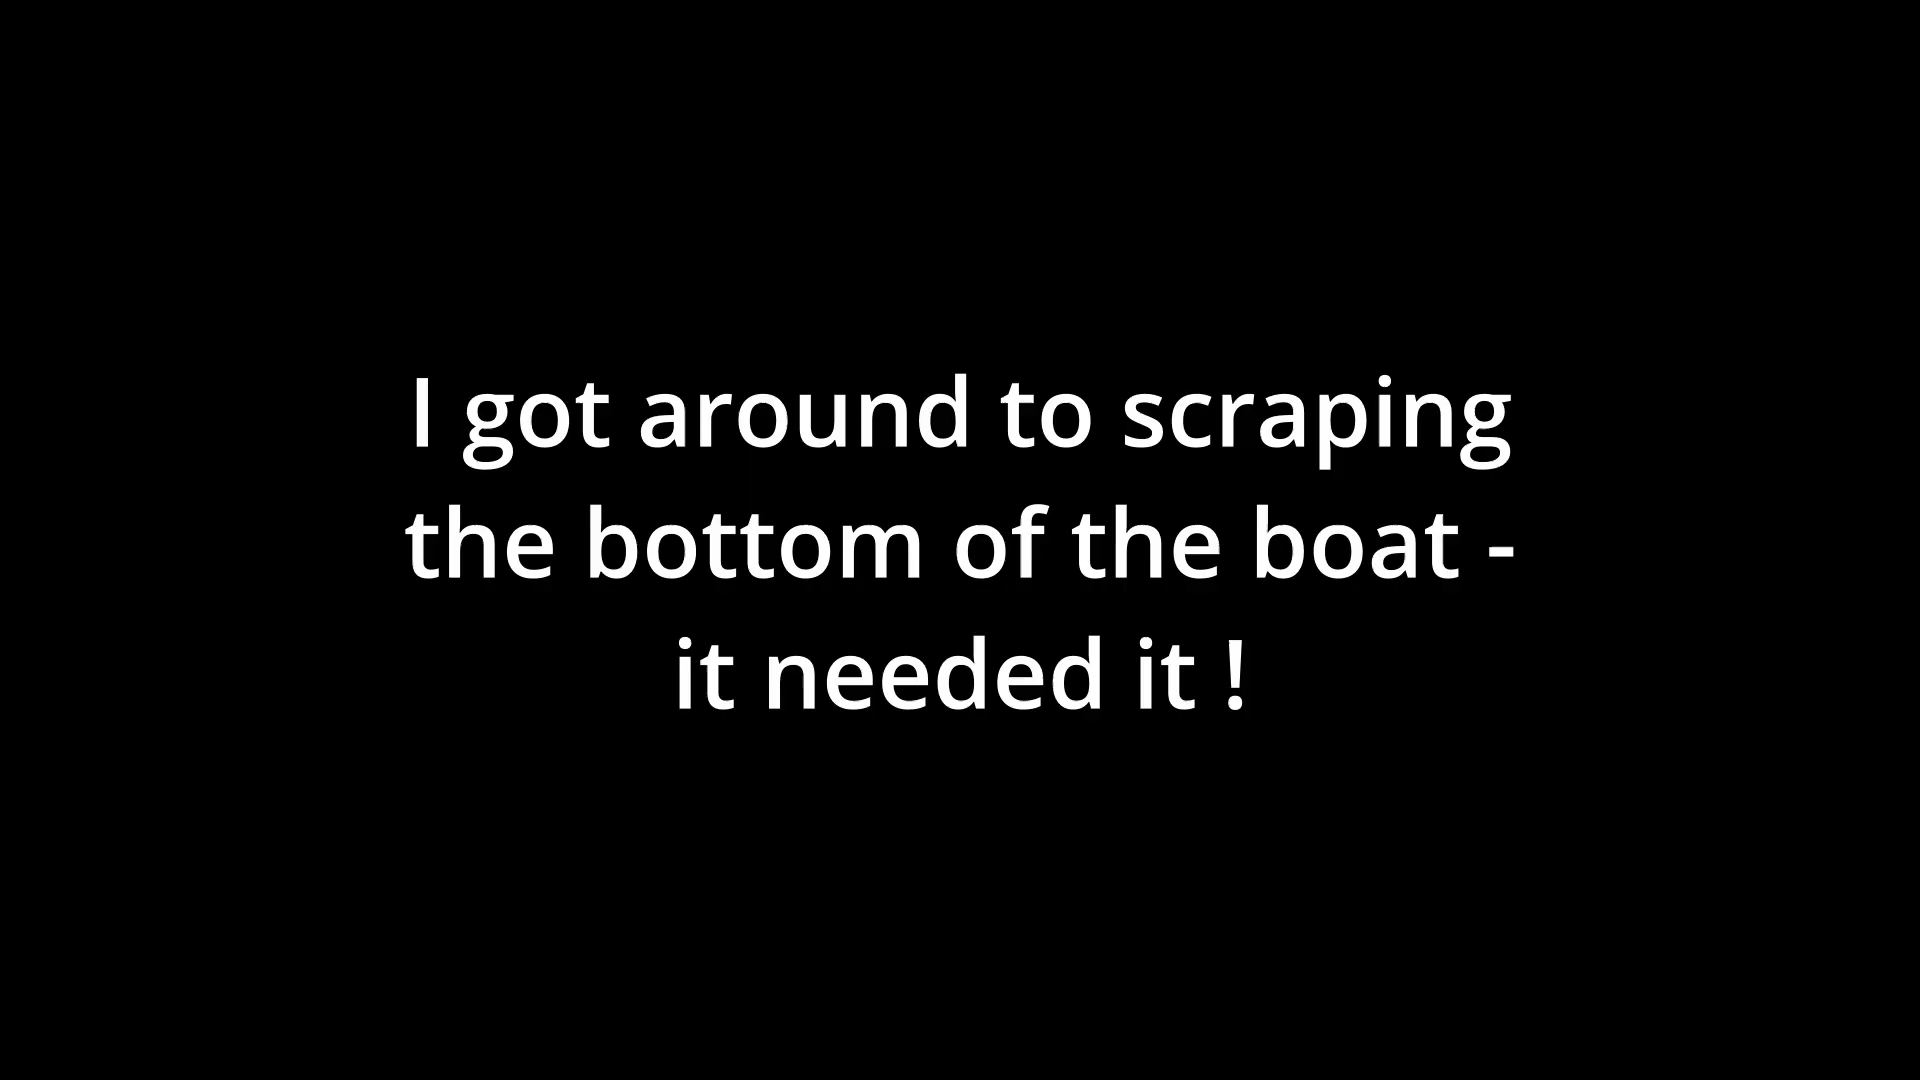 I got around to scraping
the bottom of the boat -
it needed it !